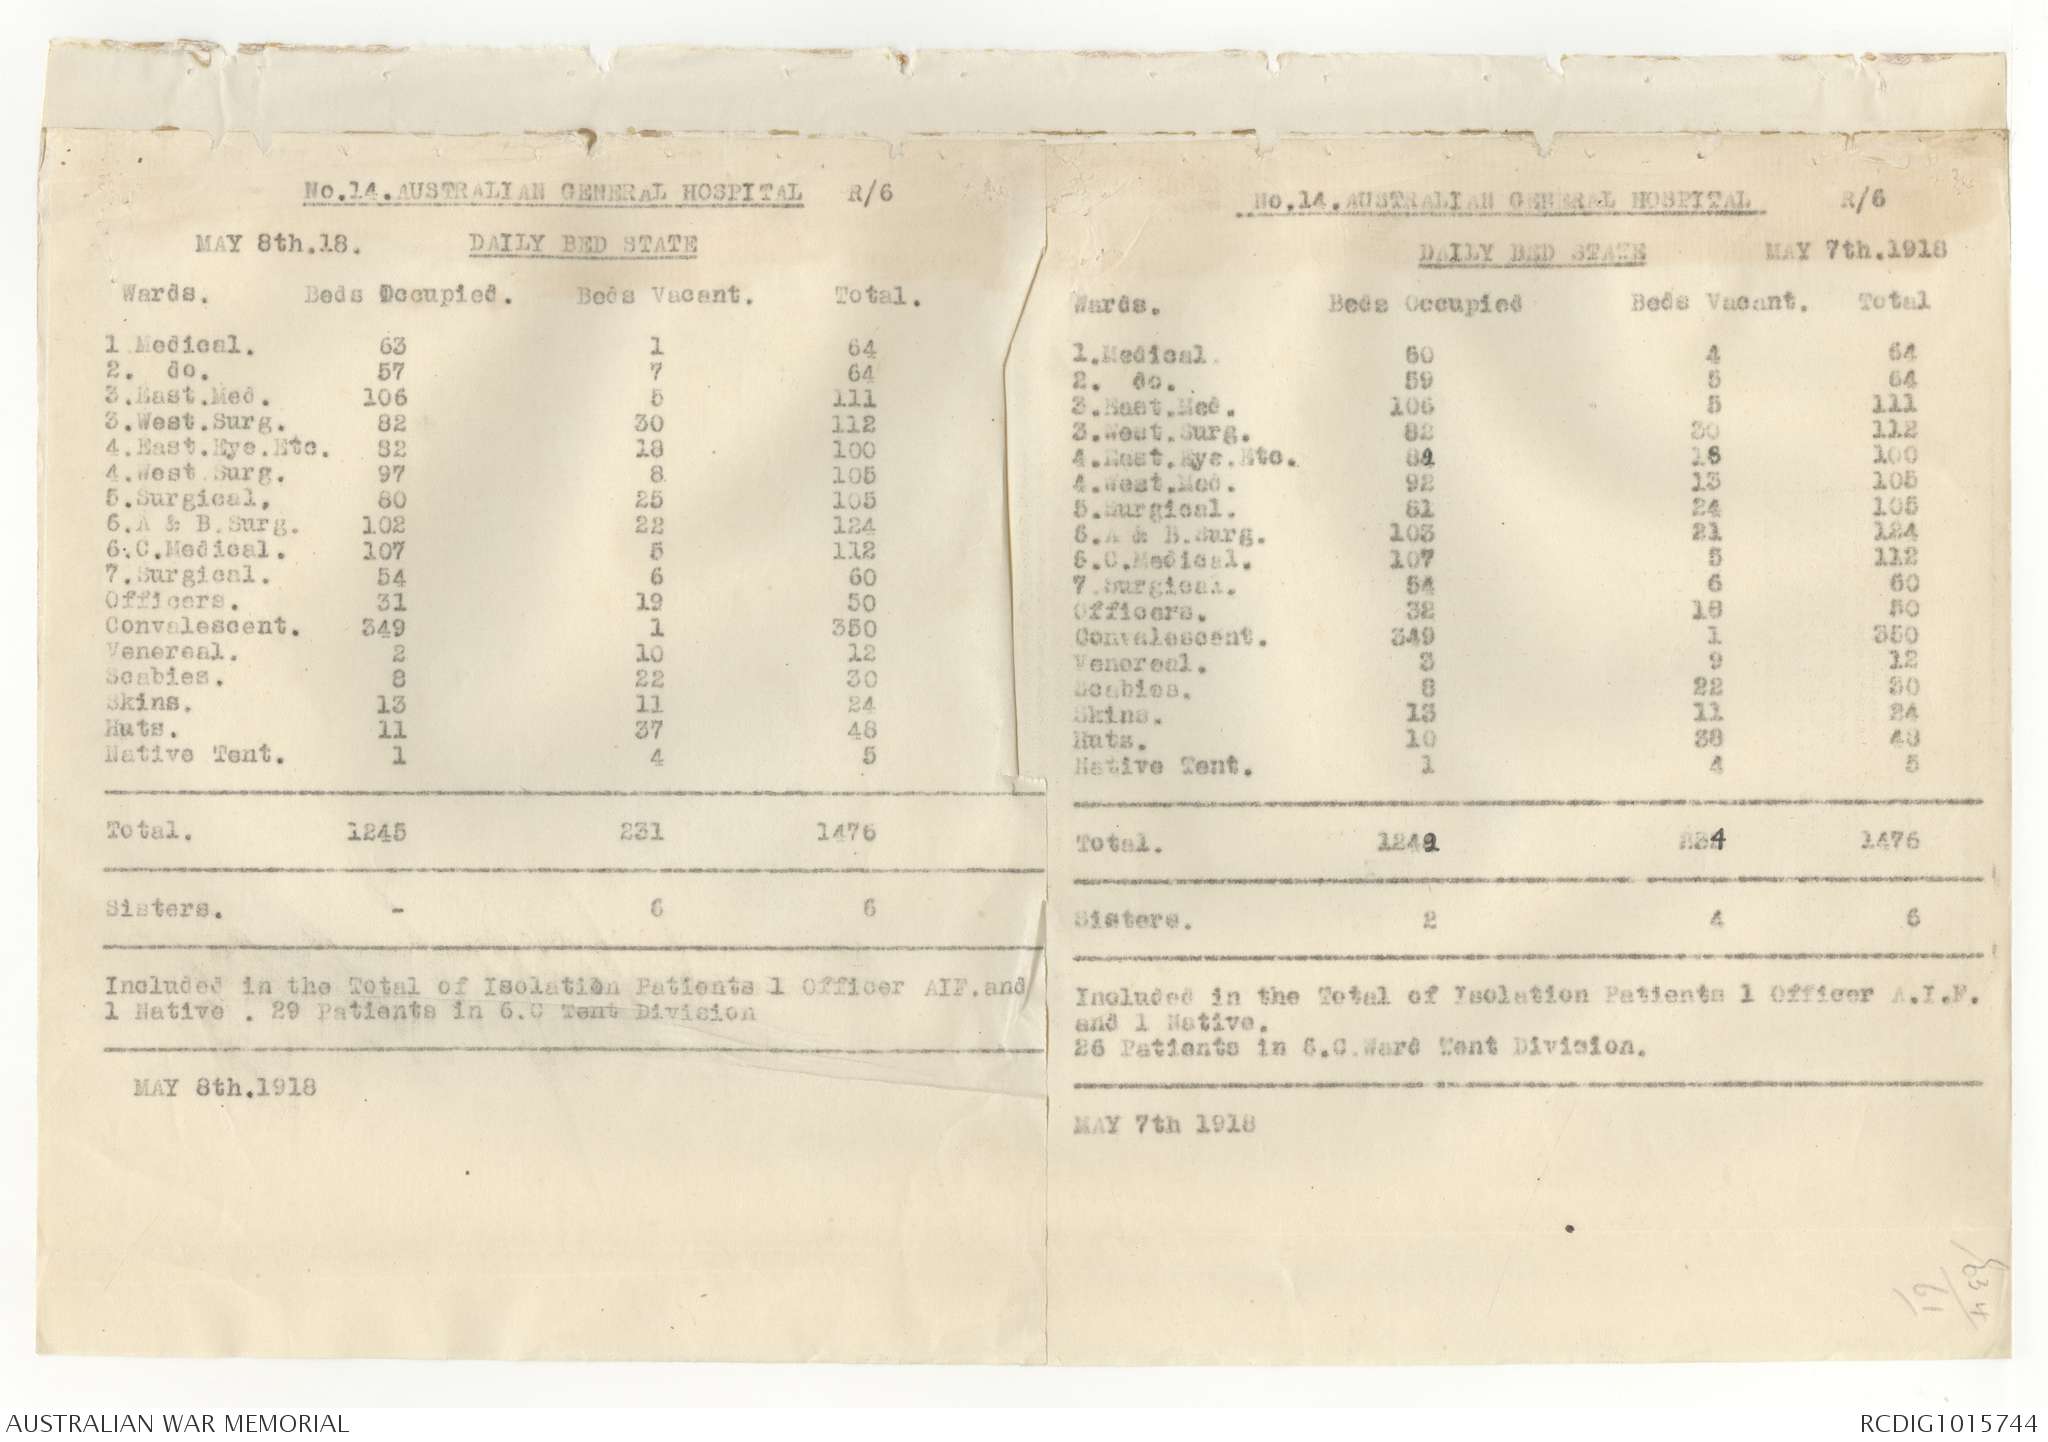 No.14.AUSTRALIAN GENERAL HOSPITAL R/6
MAY 8th.18. DAILY BED STATE
Wards. Beds Occupied. Beds Vacant. Total.
1 Medical. 63 1 64
2. do. 57 7 64
3.East.Med. 106 5 111
3.West.Surg. 82 30 112
4.East.Eye.Etc. 82 18 100
4.West Surg. 97 8 105
5.Surgical, 80 25 105
6.A & B.Surg. 102 22 124
6.C.Medical. 107 5 112
7.Surgical. 54 6 60
Officers. 31 19 50
Convalescent. 349 1 350
Venereal. 2 10 12
Scabies. 8 22 30
Skins. 13 11 24
Huts. 11 37 48
Native Tent. 1 4 5
Total. 1245 231 1476
Sisters. - 6 6
Included in the Total of Isolation Patients 1 Officer AIF.and
1 Native . 29 Patients in 6.C Tent Division
MAY 8th.1918
No.14.AUSTRALIAN GENERAL HOSPITAL R/6
DAILY BED STATE MAY 7th.1918
Wards. Beds Occupied Beds Vacant. Total
1.Medical. 60 4 64
2. do. 59 5 64
3.East.Med. 106 5 111
3.West.Surg. 82 30 112
4.East.Eye.Etc. 100
4.West.Med. 92 13 105
5.Surgical. 81 24 105
6.A & B.Surg. 103 21 124
6.C.Medical. 107 5 112
7 Surgical. 54 6 60
Officers. 32 18 50
Convalescent. 349 1 350
Venereal. 3 9 12
Scabies. 8 22 30
Skins. 13 11 24
Huts. 10 38 48
Native Tent. 1 4 5
Total. 234 1476
Sisters. 2 4 6
Included in the Total of Isolation Patients 1 Officer A.I.F.
and 1 Native.
26 Patients in 6.C.Ward Tent Division.
MAY 7th 1918
AUSTRALIAN WAR MEMORIAL
RCDIG1015744